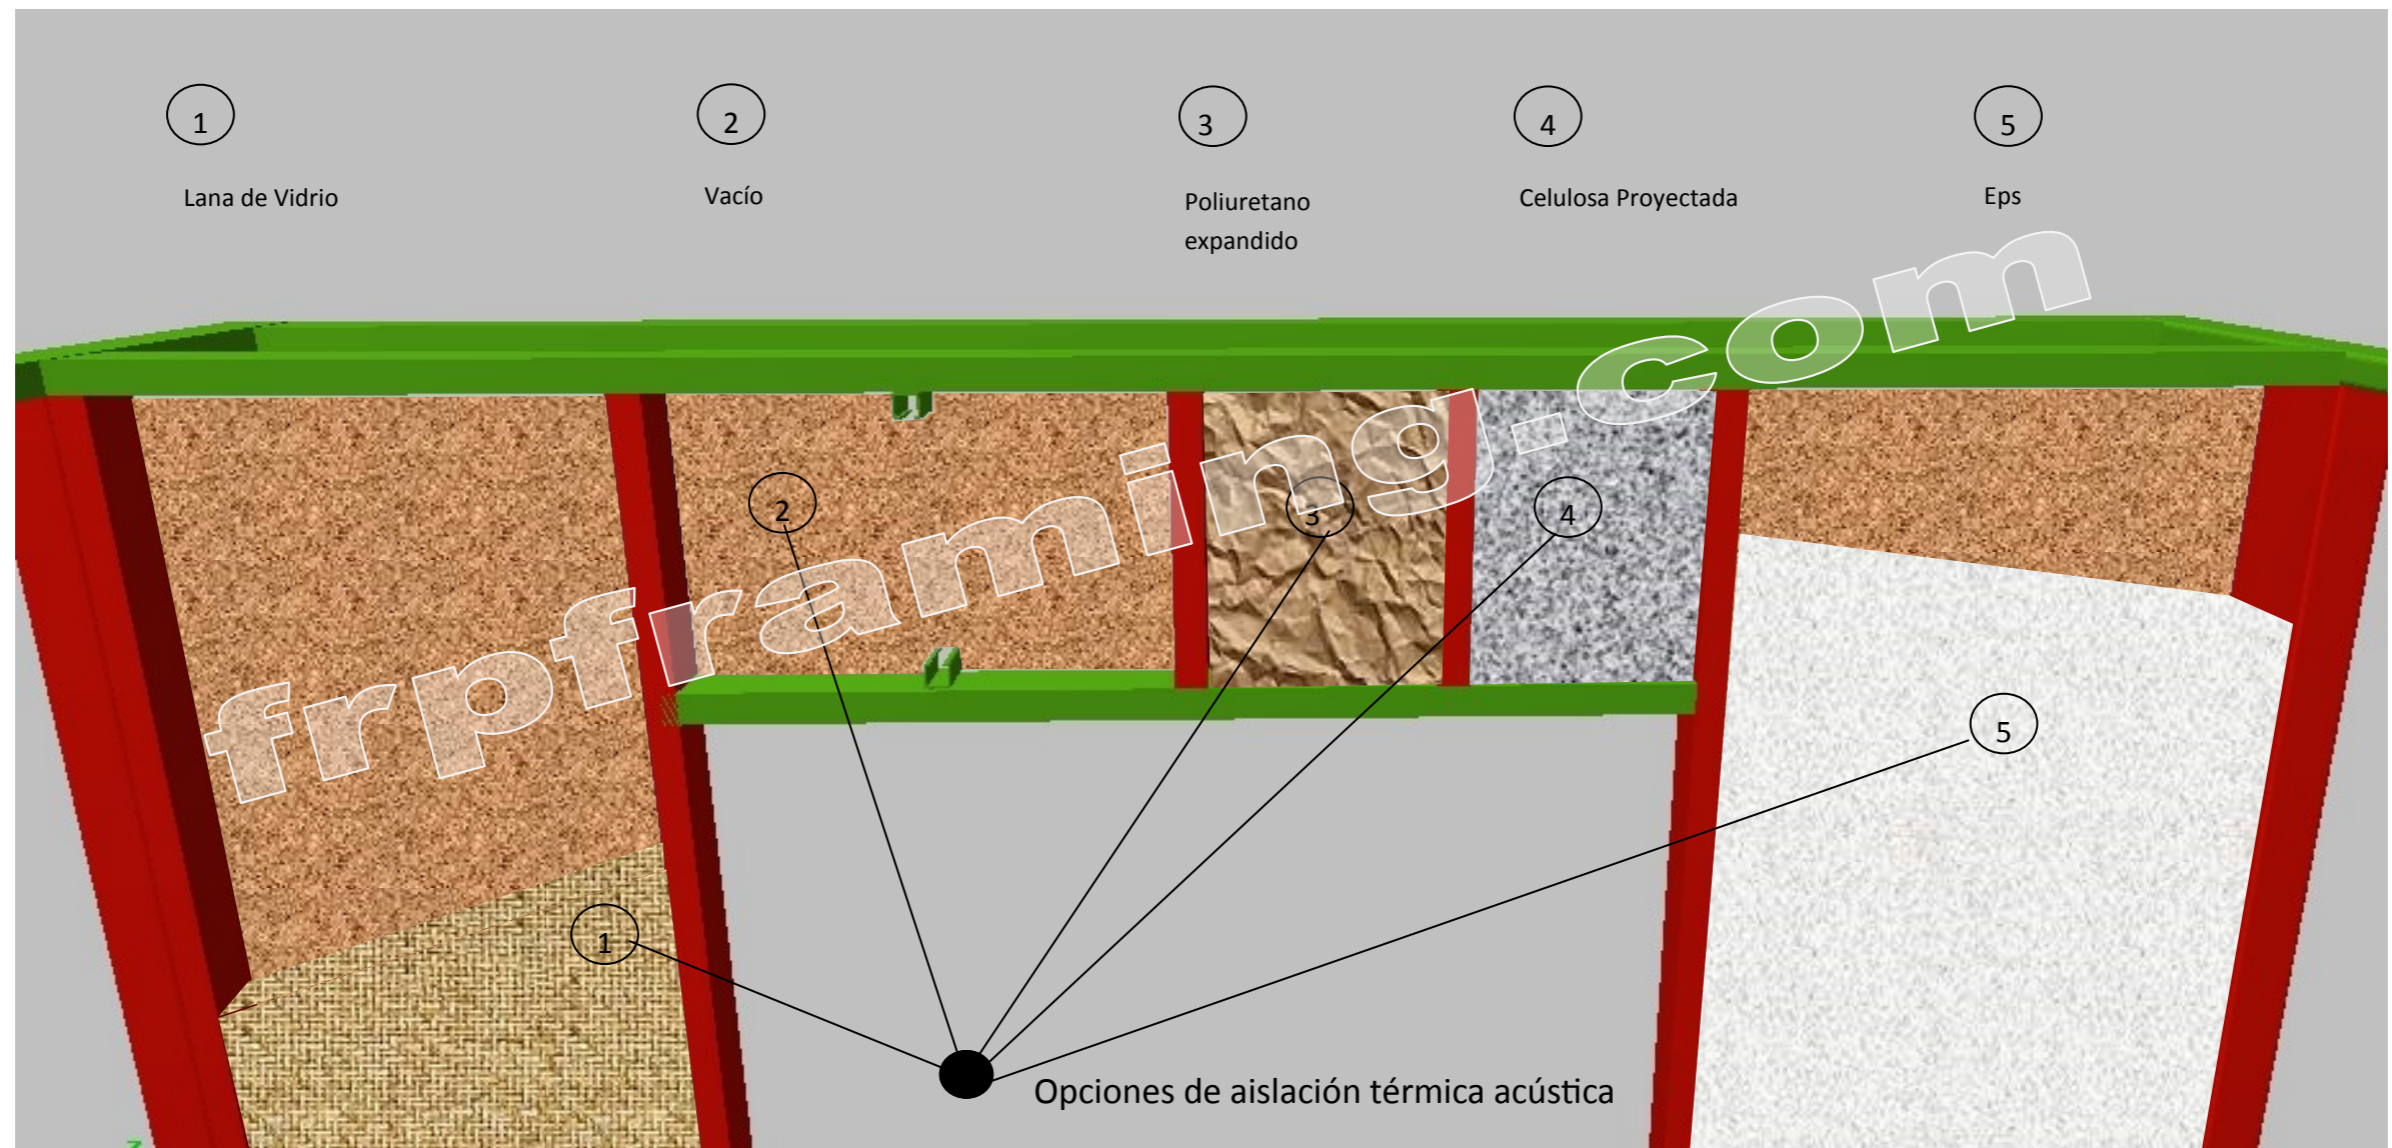 1
2
3
4
5
Lana de Vidrio
Vacío
Poliuretano
expandido
Celulosa Proyectada
Eps
frpframing.com
2
3
4
5
1
Opciones de aislación térmica acústica